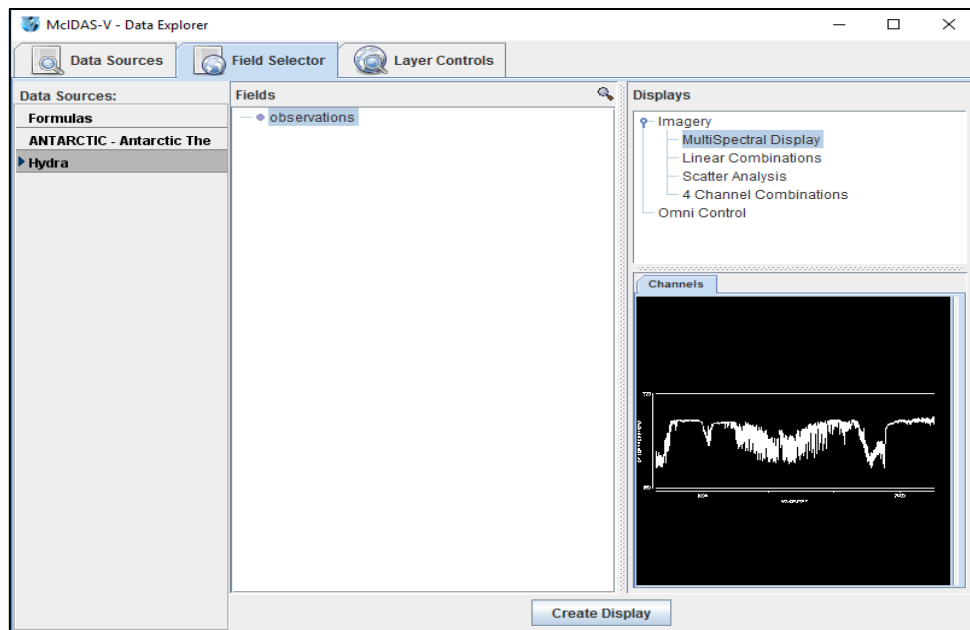 McIDAS-V - Data Explorer
Data Sources
Field Selector
Layer Controls
Data Sources:
Formulas
ANTARCTIC - Antarctic The
Hydra
Fields
observations
Displays
Imagery
MultiSpectral Display
Linear Combinations
Scatter Analysis
4 Channel Combinations
Omni Control
Channels
Create Display